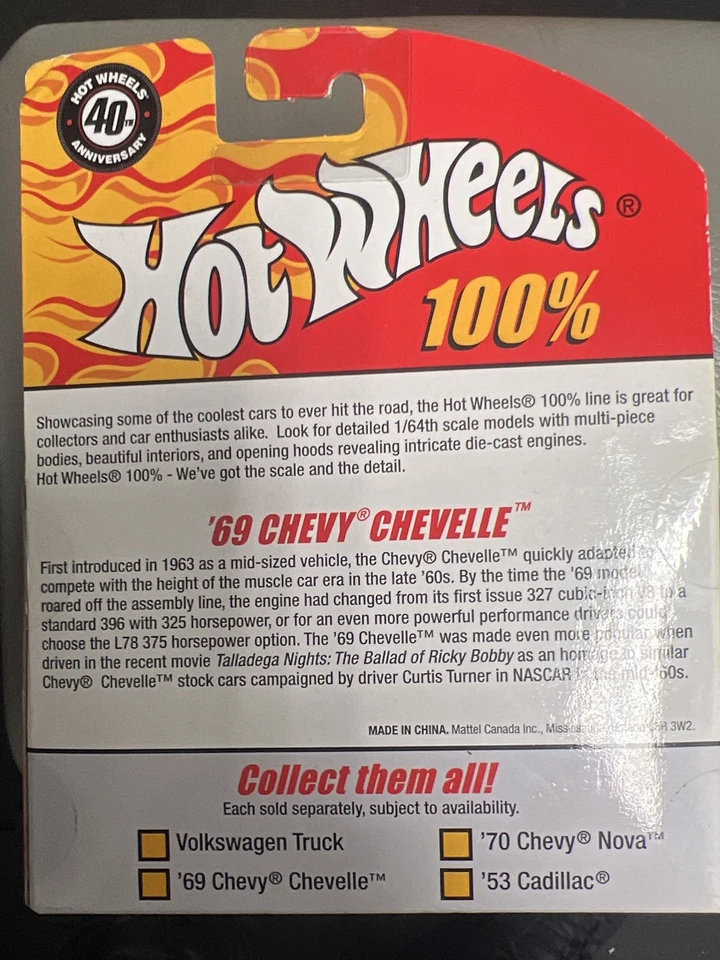 HOT WHEELS
40TM
ANNIVERSARY
HOT WHEELS®
100%
Showcasing some of the coolest cars to ever hit the road, the Hot Wheels® 100% line is great for
collectors and car enthusiasts alike. Look for detailed 1/64th scale models with multi-piece
bodies, beautiful interiors, and opening hoods revealing intricate die-cast engines.
Hot Wheels® 100% - We've got the scale and the detail.
'69 CHEVY® CHEVELLE™
First introduced in 1963 as a mid-sized vehicle, the Chevy® Chevelle™ quickly adapted to
compete with the height of the muscle car era in the late '60s. By the time the '69 model
roared off the assembly line, the engine had changed from its first issue 327 cubic-inch V8 to a
standard 396 with 325 horsepower, or for an even more powerful performance drivers could
choose the L78 375 horsepower option. The '69 Chevelle™ was made even more popular when
driven in the recent movie Talladega Nights: The Ballad of Ricky Bobby as an homage to similar
Chevy® Chevelle™ stock cars campaigned by driver Curtis Turner in NASCAR in the mid-'60s.
MADE IN CHINA. Mattel Canada Inc., 3W2.
Collect them all!
Each sold separately, subject to availability.
Volkswagen Truck
'70 Chevy® Nova™
'69 Chevy® Chevelle™
'53 Cadillac®